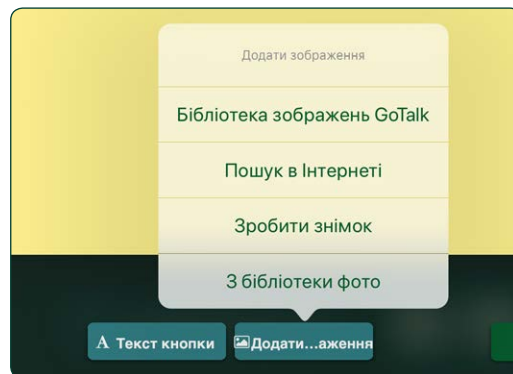 Додати зображення
Бібліотека зображень GoTalk
Пошук в Інтернеті
Зробити знімок
З бібліотеки фото
A Текст кнопки
Додати...аження